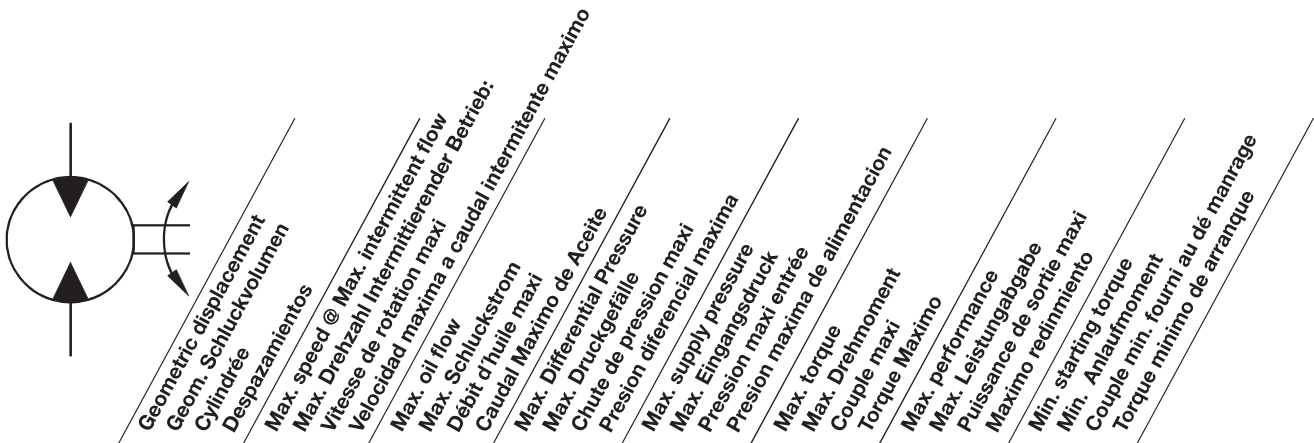 Geometric displacement
Geom. Schluckvolumen
Cylindrée
Despazamientos
Max. speed @ Max. intermittent flow
Max. Drehzahl Intermittierender Betrieb:
Vitesse de rotation maxi
Velocidad maxima a caudal intermitente maximo
Max. oil flow
Max. Schluckstrom
Débit d'huile maxi
Caudal Maximo de Aceite
Max. Differential Pressure
Max. Druckgefälle
Chute de pression maxi
Presion diferencial maxima
Max. supply pressure
Max. Eingangsdruck
Pression maxi entrée
Presion maxima de alimentacion
Max. torque
Max. Drehmoment
Couple maxi
Torque Maximo
Max. performance
Max. Leistungabgabe
Puissance de sortie maxi
Maximo redinmiento
Min. starting torque
Min. Anlaufmoment
Couple min. fourni au dé manrage
Torque minimo de arranque